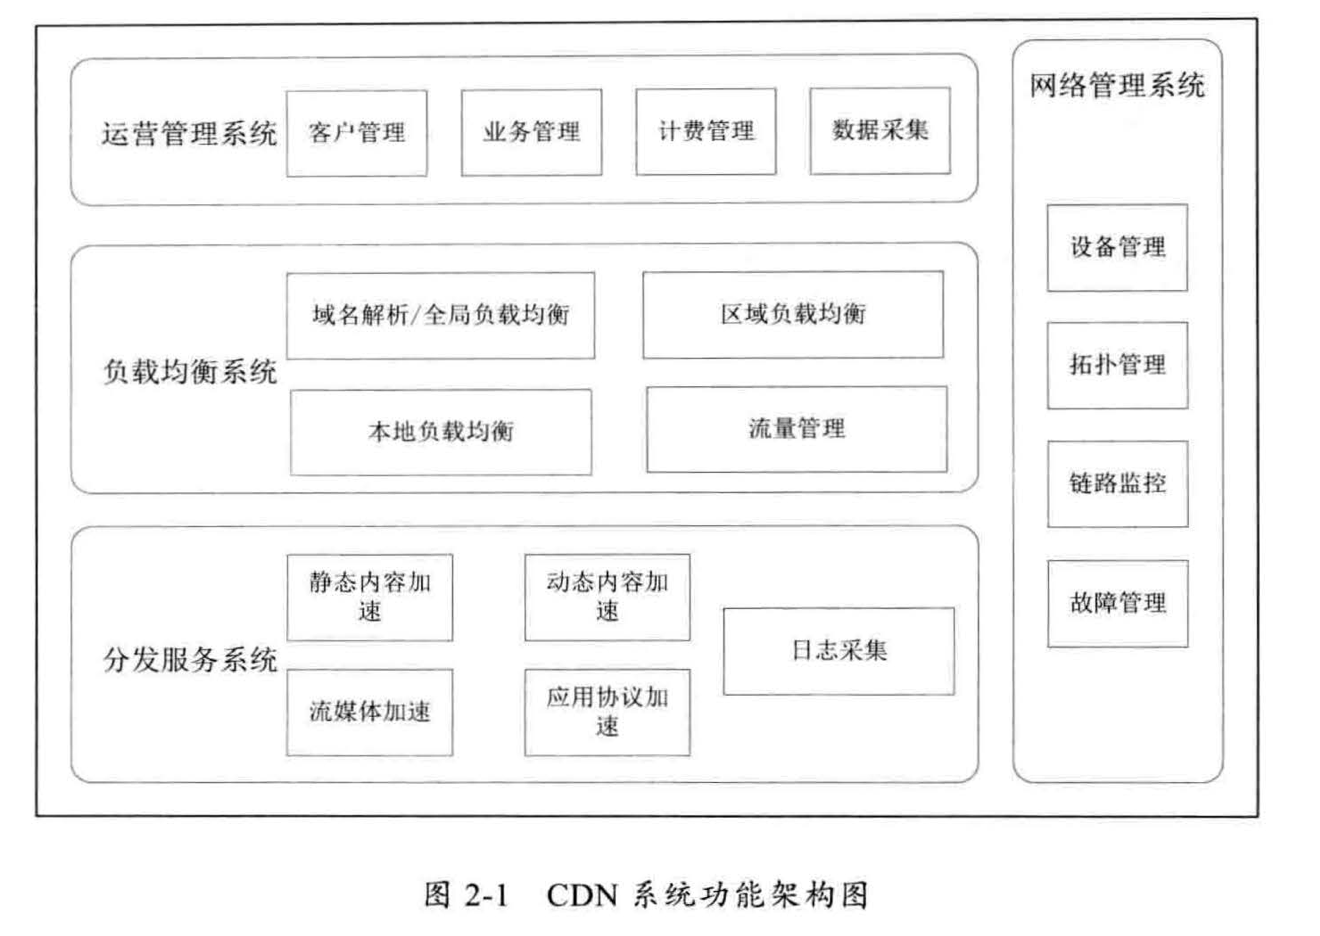 运营管理系统
客户管理
业务管理
计费管理
数据采集
负载均衡系统
域名解析/全局负载均衡
区域负载均衡
本地负载均衡
流量管理
分发服务系统
静态内容加
速
动态内容加
速
流媒体加速
应用协议加
速
日志采集
网络管理系统
设备管理
拓扑管理
链路监控
故障管理
图 2-1 CDN 系统功能架构图